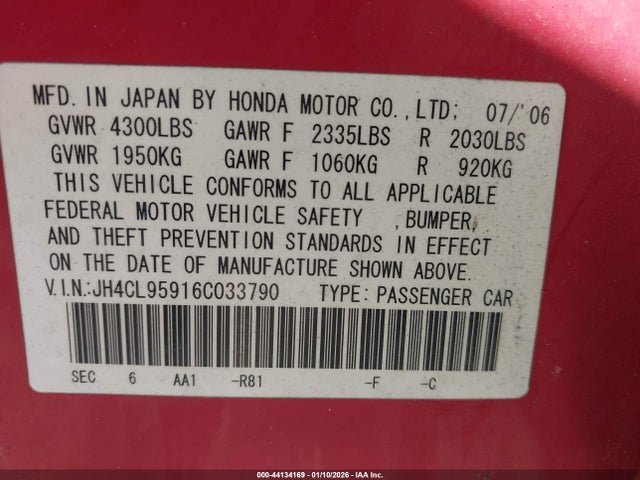 MFD. IN JAPAN BY HONDA MOTOR CO.,LTD; 07/'06
GVWR 4300LBS GAWR F 2335LBS R 2030LBS
GVWR 1950KG GAWR F 1060KG R 920KG
THIS VEHICLE CONFORMS TO ALL APPLICABLE
FEDERAL MOTOR VEHICLE SAFETY ,BUMPER,
AND THEFT PREVENTION STANDARDS IN EFFECT
ON THE DATE OF MANUFACTURE SHOWN ABOVE.
V.I.N.:JH4CL95916C033790 TYPE: PASSENGER CAR
SEC 6 AA1 -R81 -F -C
000-44134169 - 01/10/2026 - IAA Inc.